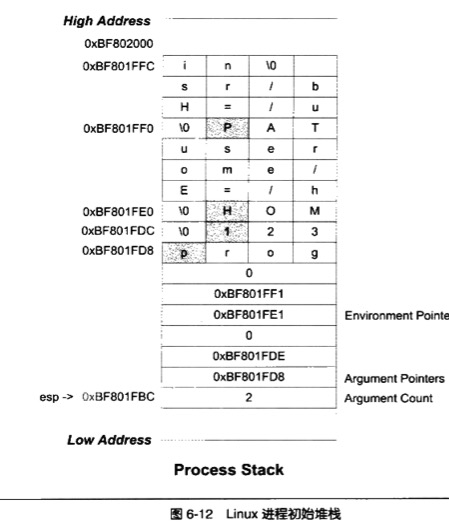 High Address
0xBF802000
0xBF801FFC i n \0
s r / b
H = / u
0xBF801FF0 \0 P A T
u s e r
o m e /
E = / h
0xBF801FE0 \0 H O M
0xBF801FDC \0 1 2 3
0xBF801FD8 p r o g
0
0xBF801FF1
0xBF801FE1 Environment Pointe
0
0xBF801FDE
0xBF801FD8 Argument Pointers
esp -> 0xBF801FBC 2 Argument Count
Low Address
Process Stack
图 6-12 Linux 进程初始堆栈